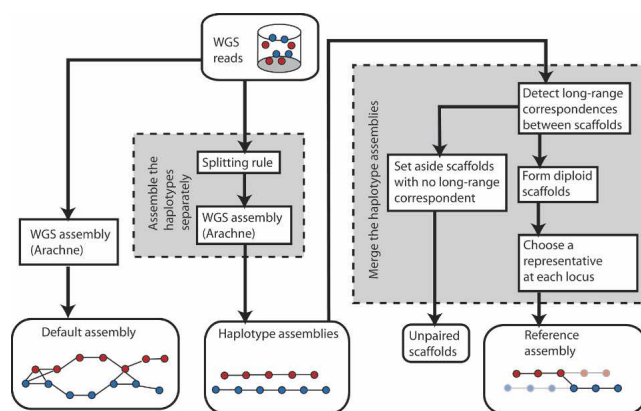 WGS
reads
Assemble the
haplotypes
separately
Splitting rule
WGS assembly
(Arachne)
WGS assembly
(Arachne)
Default assembly
Haplotype assemblies
Merge the haplotype assemblies
Detect long-range
correspondences
between scaffolds
Set aside scaffolds
with no long-range
correspondent
Form diploid
scaffolds
Choose a
representative
at each locus
Unpaired
scaffolds
Reference
assembly